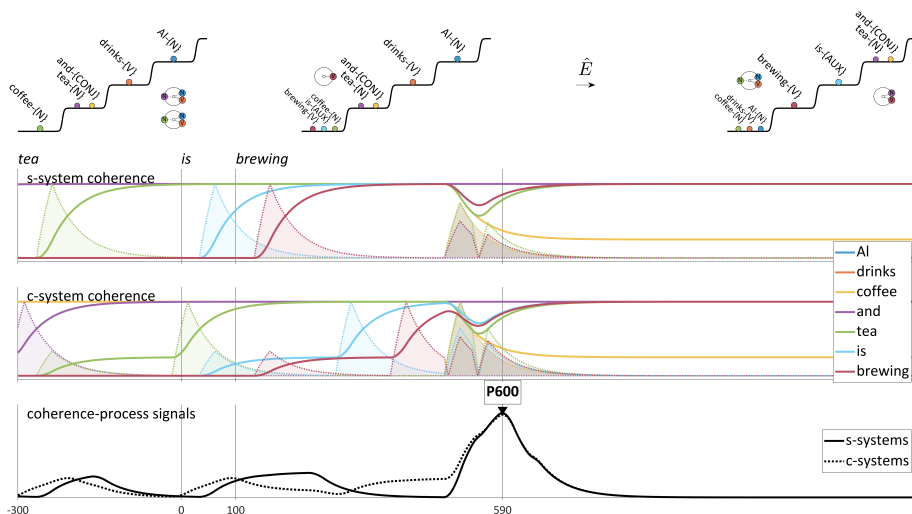 coffee-{N}
tea-{N}
and-{CONJ}
drinks-{V}
Al-{N}
brewing-{V}
is-{AUX}
coffee-{N}
tea-{N}
and-{CONJ}
drinks-{V}
Al-{N}
Ê
coffee-{N}
drinks-{V}
Al-{N}
brewing-{V}
is-{AUX}
tea-{N}
and-{CONJ}
tea is brewing
s-system coherence
c-system coherence
Al
drinks
coffee
and
tea
is
brewing
P600
coherence-process signals
s-systems
c-systems
-300 0 100 590